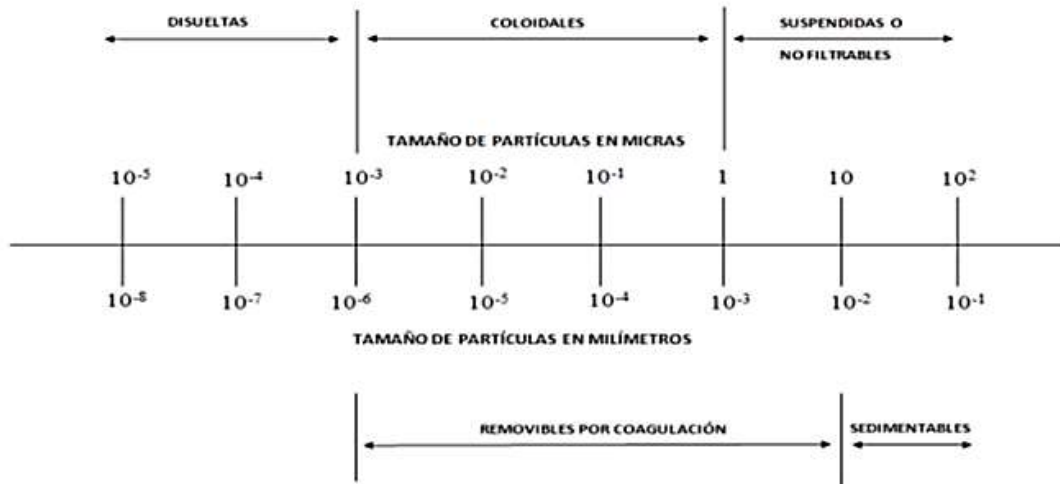 DISUELTAS COLOIDALES SUSPENDIDAS O
NO FILTRABLES
TAMAÑO DE PARTÍCULAS EN MICRAS
10⁻⁵ 10⁻⁴ 10⁻³ 10⁻² 10⁻¹ 1 10 10²
10⁻⁸ 10⁻⁷ 10⁻⁶ 10⁻⁵ 10⁻⁴ 10⁻³ 10⁻² 10⁻¹
TAMAÑO DE PARTÍCULAS EN MILÍMETROS
REMOVIBLES POR COAGULACIÓN SEDIMENTABLES